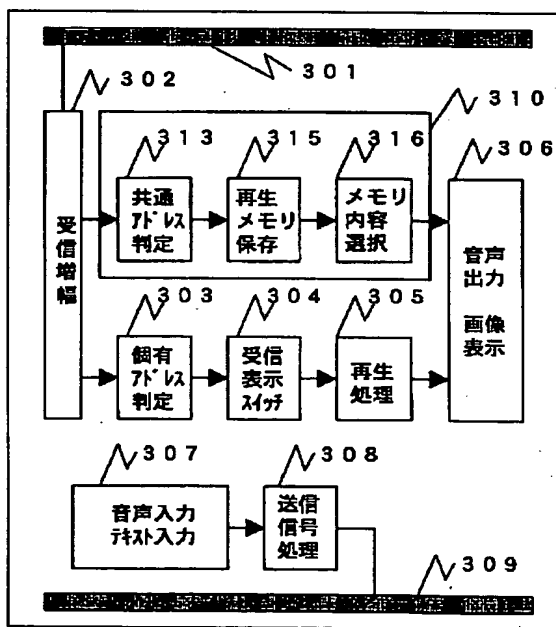 302
301
310
306
313
315
316
共通
アドレス
判定
再生
メモリ
保存
メモリ
内容
選択
受信増幅
音声
出力
画像
表示
303
304
305
個有
アドレス
判定
受信
表示
スイッチ
再生
処理
307
308
音声入力
テキスト入力
送信
信号
処理
309